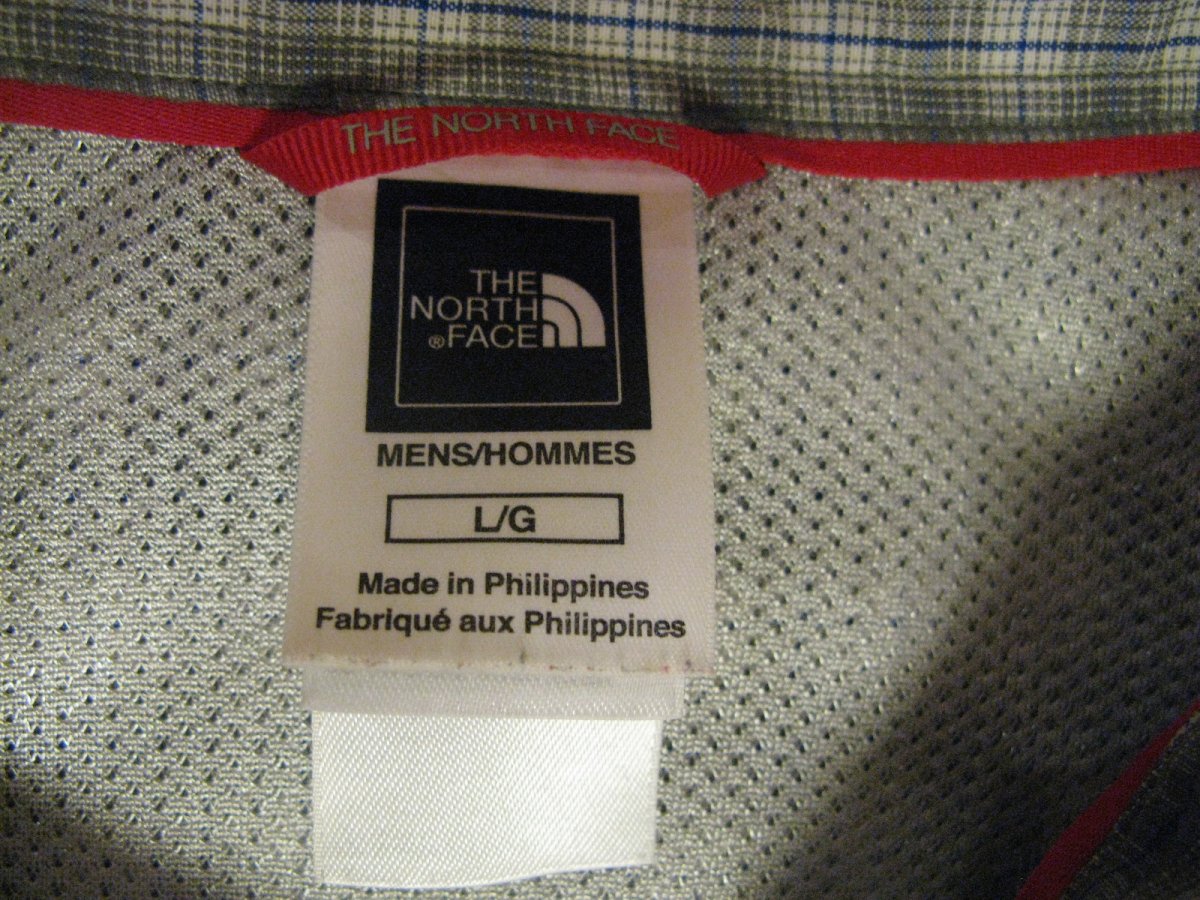 THE NORTH FACE
THE
NORTH
®FACE
MENS/HOMMES
L/G
Made in Philippines
Fabriqué aux Philippines